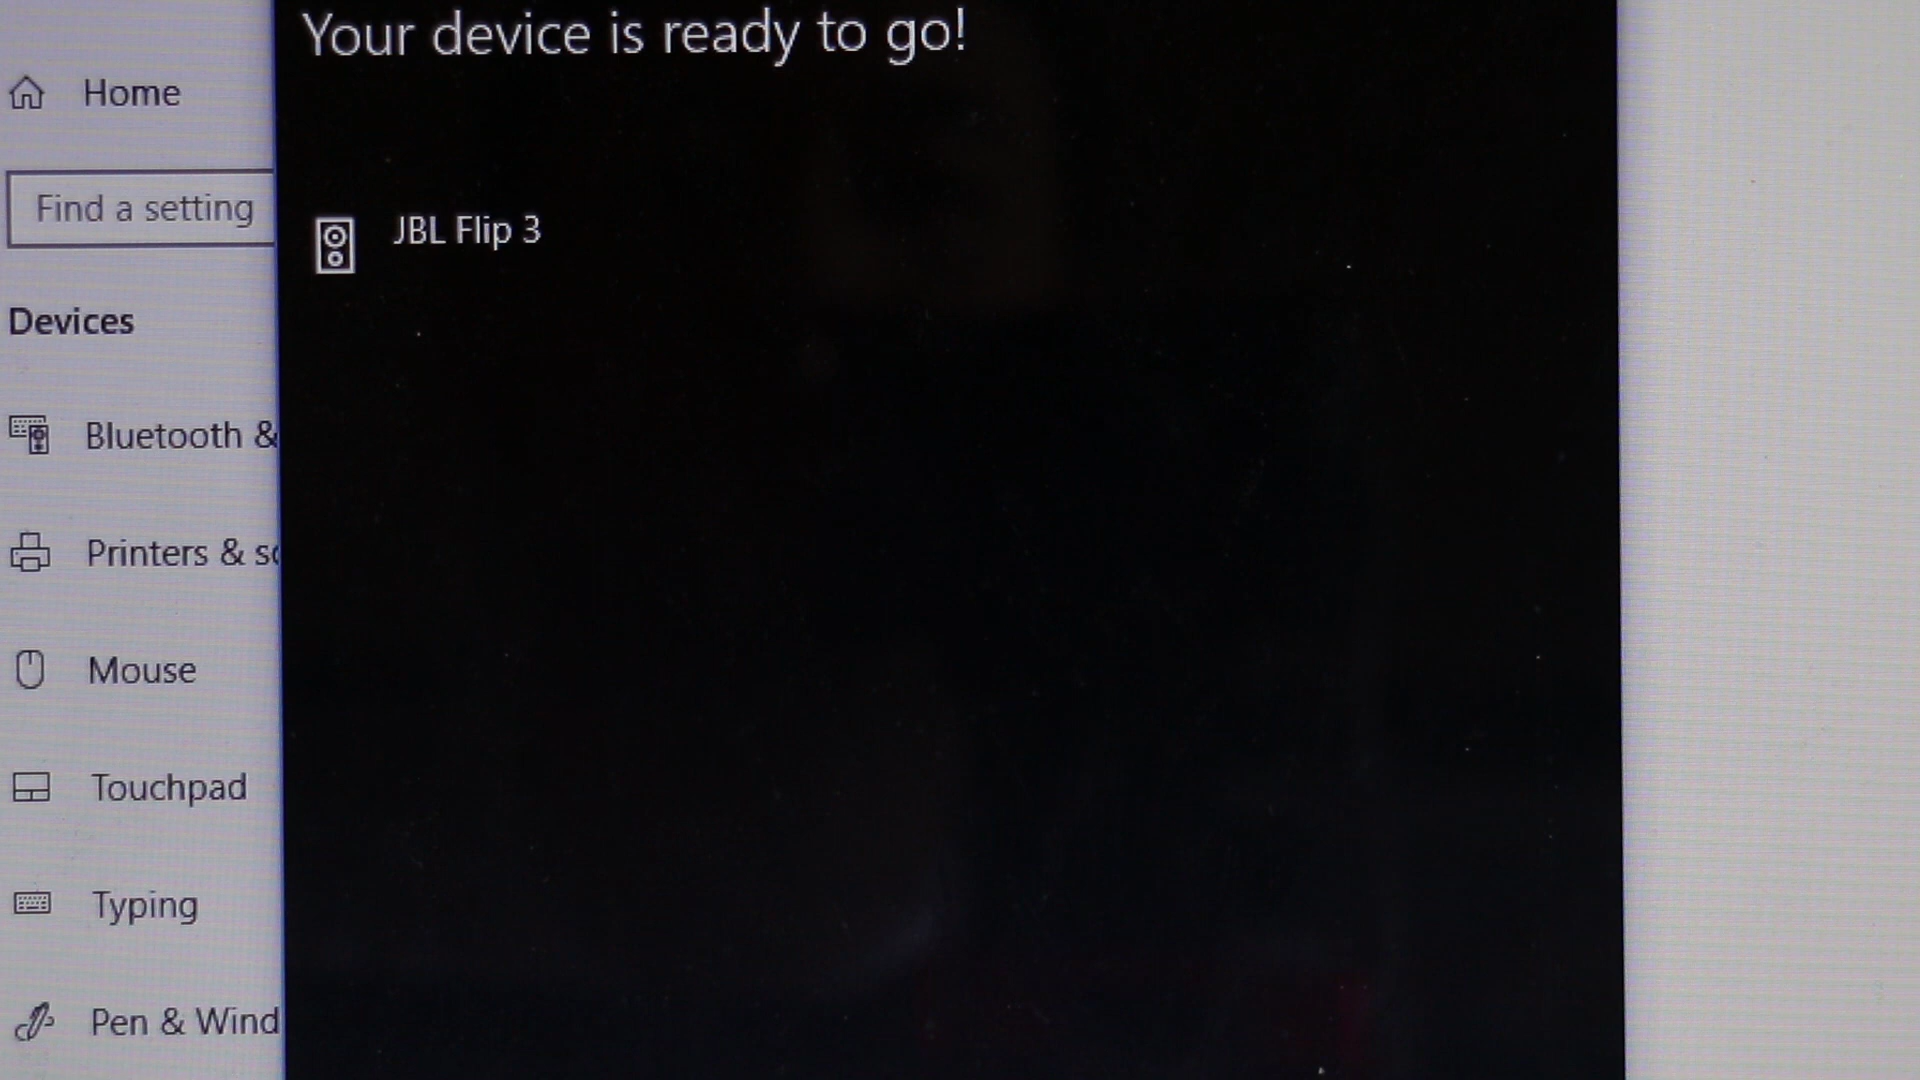 Your device is ready to go!
Home
Find a setting
JBL Flip 3
Devices
Bluetooth &
Printers & sc
Mouse
Touchpad
Typing
Pen & Wind